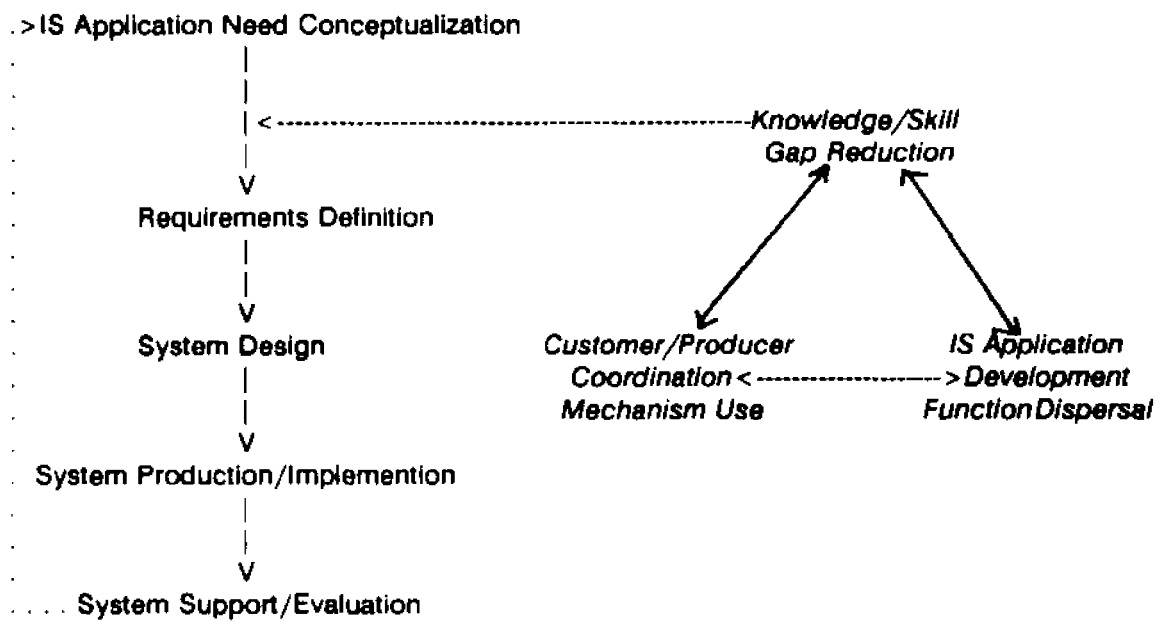 IS Application Need Conceptualization
Knowledge/Skill
Gap Reduction
Requirements Definition
System Design
Customer/Producer
Coordination
Mechanism Use
IS Application
Development
Function Dispersal
System Production/Implemention
System Support/Evaluation